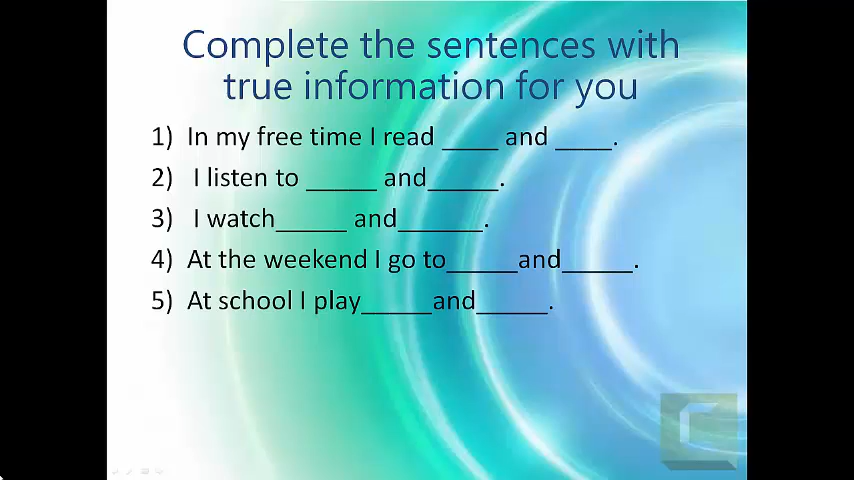 Complete the sentences with
true information for you
1) In my free time I read ____ and ____.
2) I listen to _____ and_____.
3) I watch_____ and______.
4) At the weekend I go to_____and_____.
5) At school I play_____and_____.